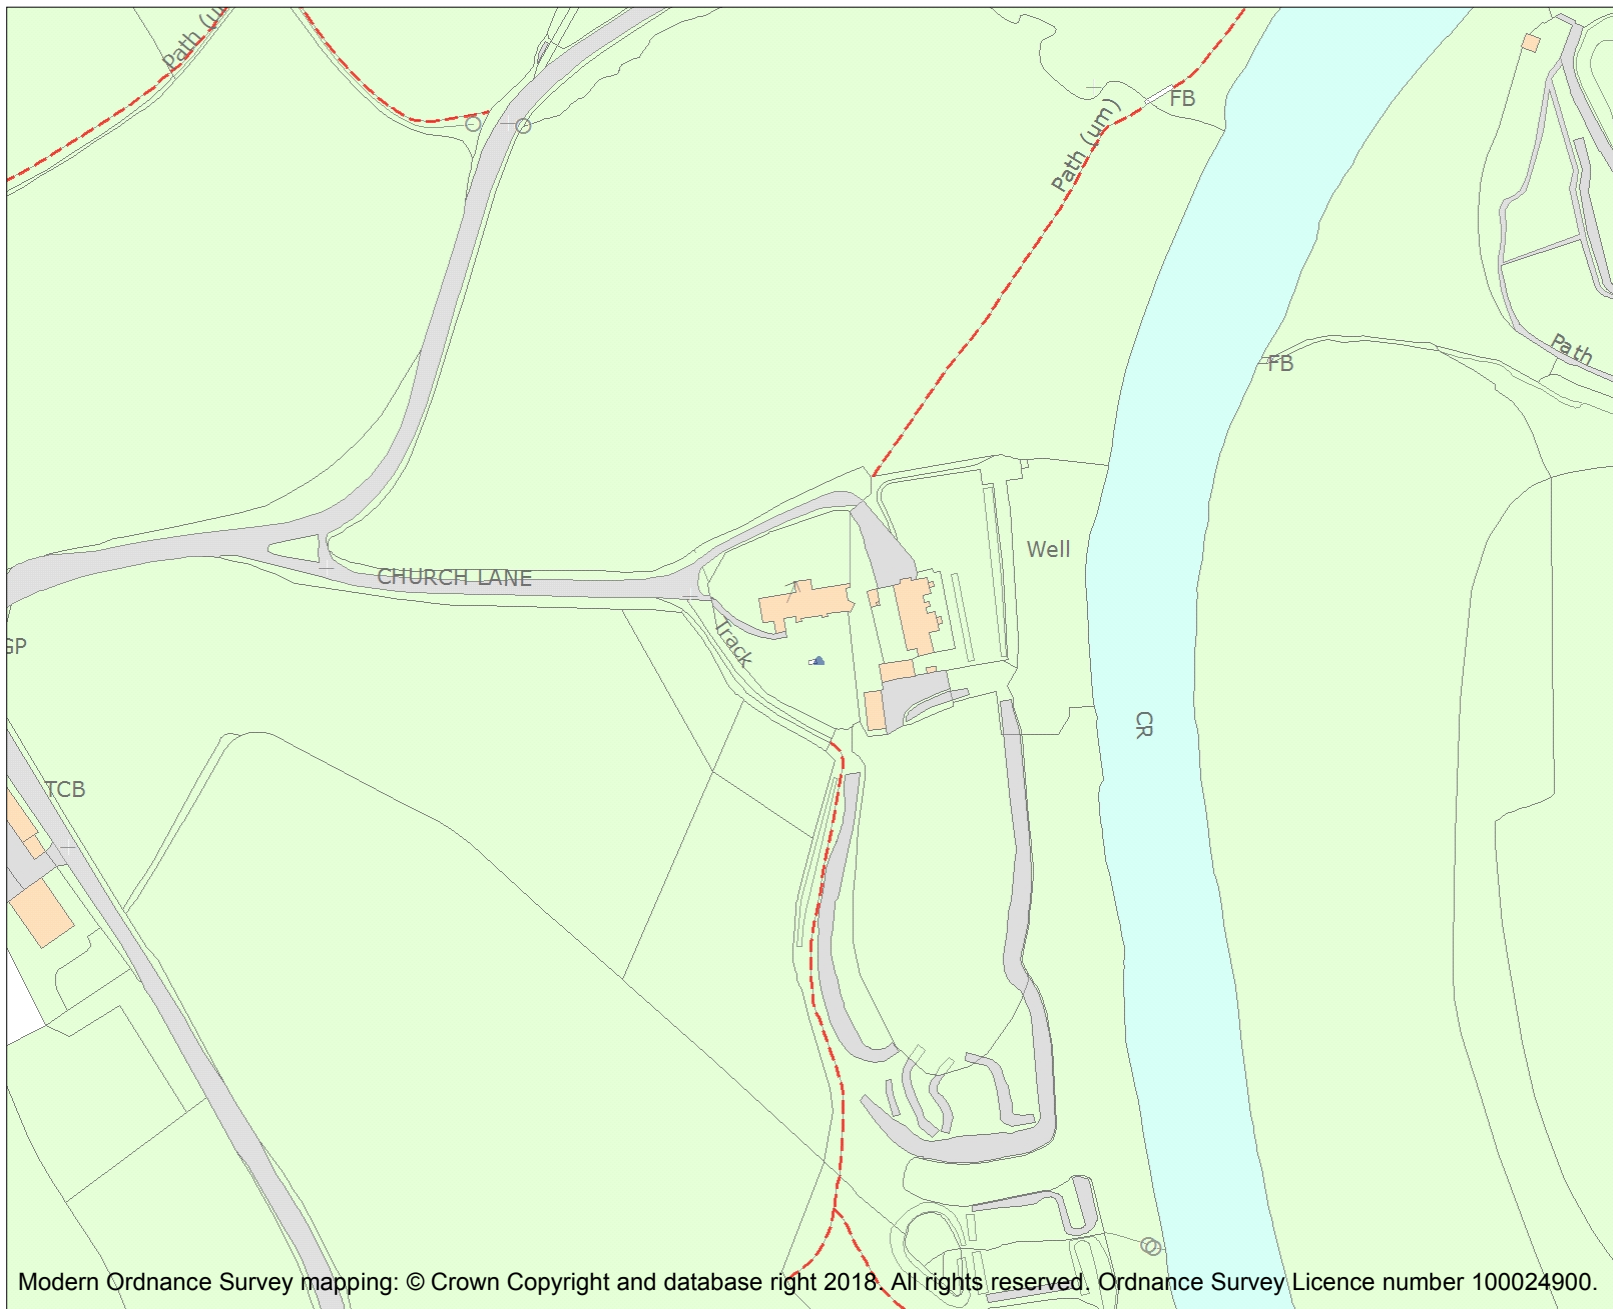 Path (um)
FB
Path (um)
FB
Path
Well
CHURCH LANE
GP
Track
CR
TCB
Modern Ordnance Survey mapping: © Crown Copyright and database right 2018. All rights reserved. Ordnance Survey Licence number 100024900.